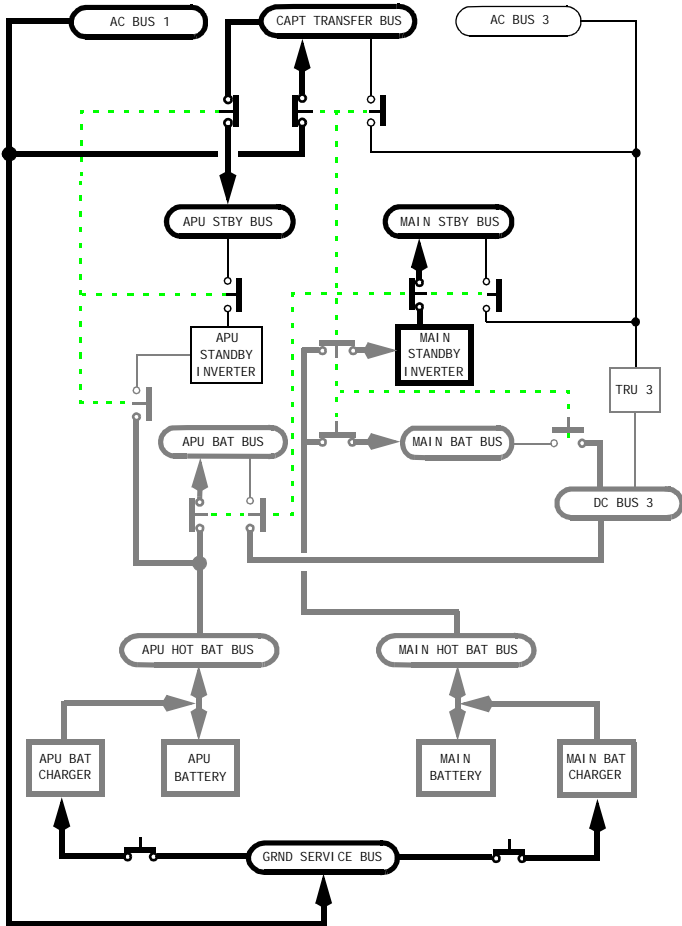 AC BUS 1
CAPT TRANSFER BUS
AC BUS 3
APU STBY BUS
MAIN STBY BUS
APU
STANDBY
INVERTER
MAIN
STANDBY
INVERTER
TRU 3
APU BAT BUS
MAIN BAT BUS
DC BUS 3
APU HOT BAT BUS
MAIN HOT BAT BUS
APU BAT
CHARGER
APU
BATTERY
MAIN
BATTERY
MAIN BAT
CHARGER
GRND SERVICE BUS